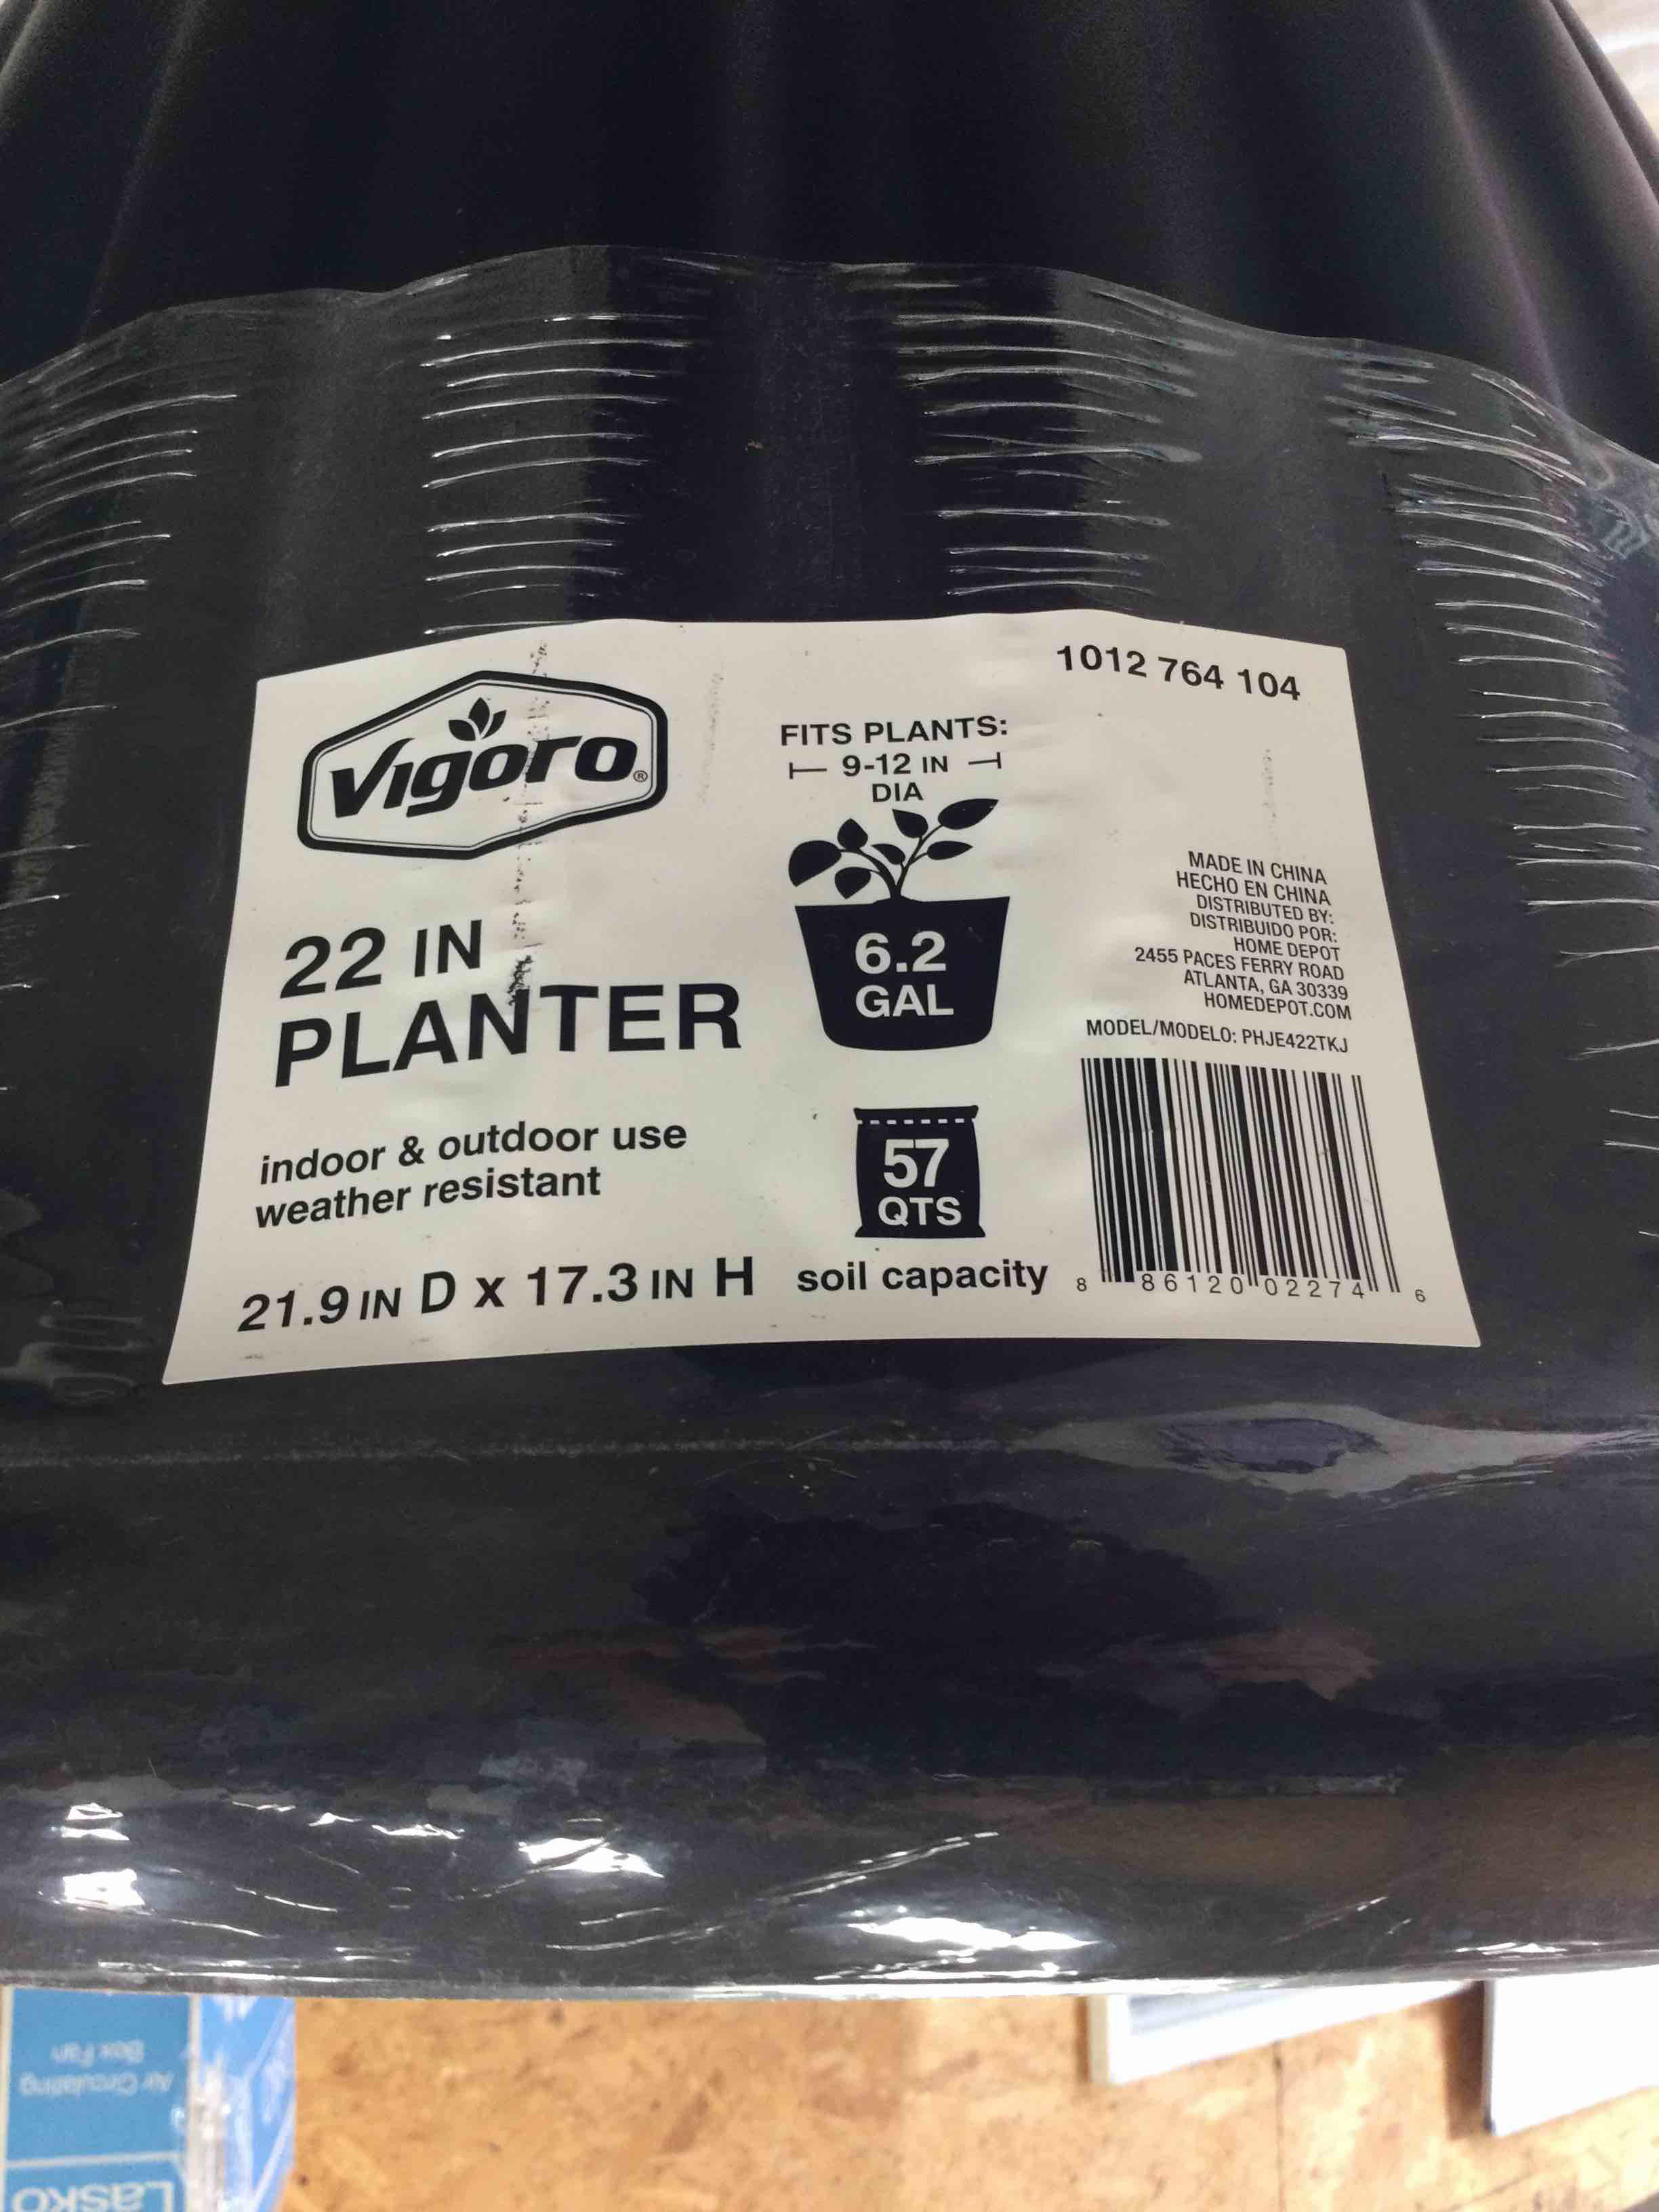 Vigoro®
22 IN
PLANTER
indoor & outdoor use
weather resistant
21.9 IN D x 17.3 IN H
FITS PLANTS:
9-12 IN
DIA
6.2
GAL
57
QTS
soil capacity
1012 764 104
MADE IN CHINA
HECHO EN CHINA
DISTRIBUTED BY:
DISTRIBUIDO POR:
HOME DEPOT
2455 PACES FERRY ROAD
ATLANTA, GA 30339
HOMEDEPOT.COM
MODEL/MODELO: PHJE422TKJ
8 86120 02274 6
Lasko
Air Circulating
Box Fan